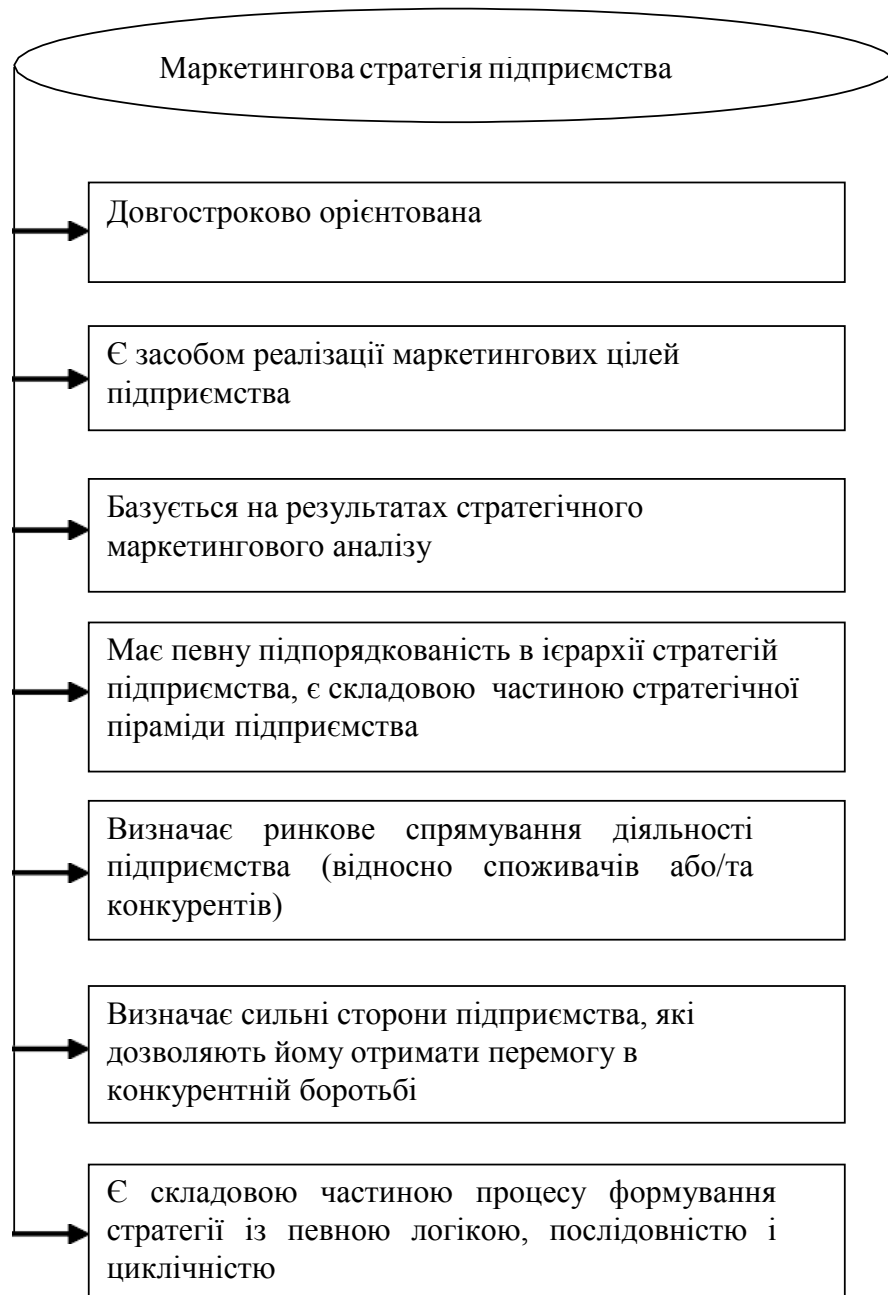 Маркетингова стратегія підприємства
Довгостроково орієнтована
Є засобом реалізації маркетингових цілей
підприємства
Базується на результатах стратегічного
маркетингового аналізу
Має певну підпорядкованість в ієрархії стратегій
підприємства, є складовою частиною стратегічної
піраміди підприємства
Визначає ринкове спрямування діяльності
підприємства (відносно споживачів або/та
конкурентів)
Визначає сильні сторони підприємства, які
дозволяють йому отримати перемогу в
конкурентній боротьбі
Є складовою частиною процесу формування
стратегії із певною логікою, послідовністю і
циклічністю